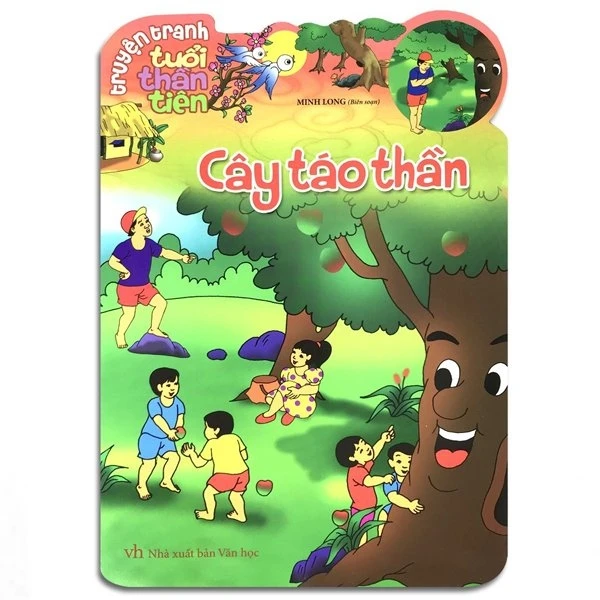 truyện tranh
tuổi
thần
tiên
MINH LONG (Biên soạn)
Cây táo thần
vh Nhà xuất bản Văn học